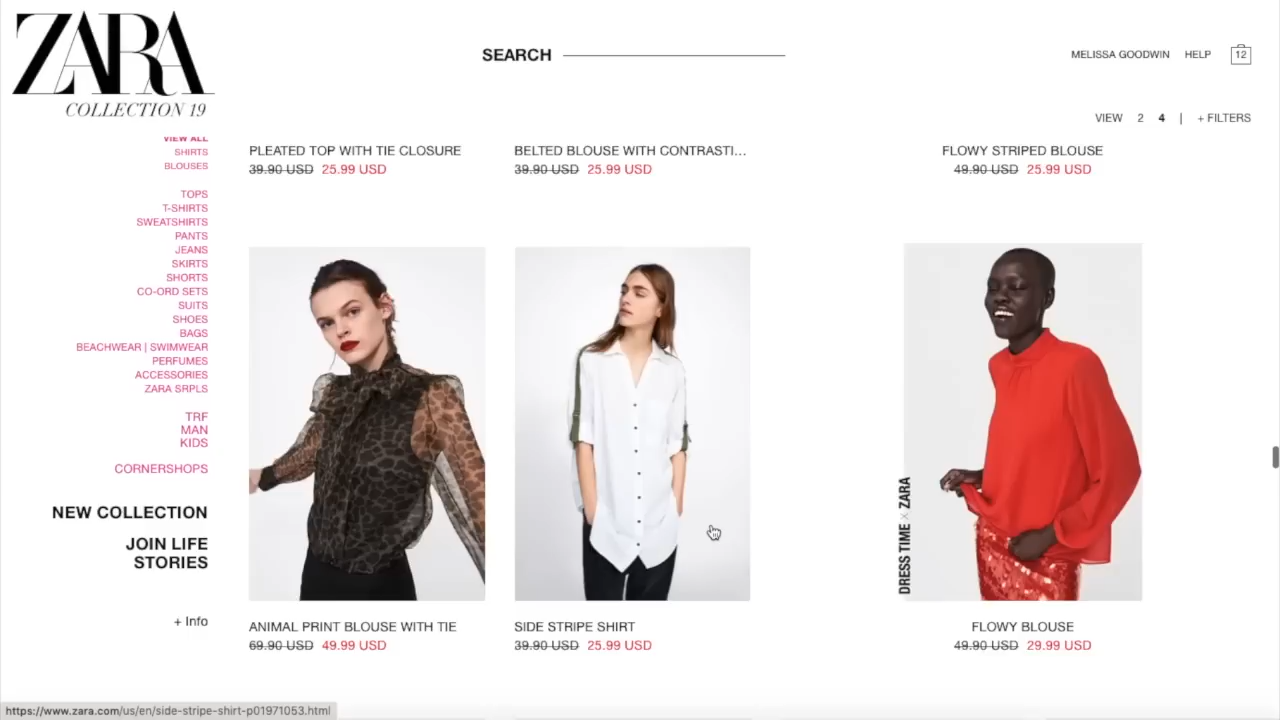 ZARA
COLLECTION 19
SEARCH
MELISSA GOODWIN HELP 12
VIEW 2 4 | + FILTERS
VIEW ALL
SHIRTS
BLOUSES
TOPS
T-SHIRTS
SWEATSHIRTS
PANTS
JEANS
SKIRTS
SHORTS
CO-ORD SETS
SUITS
SHOES
BAGS
BEACHWEAR | SWIMWEAR
PERFUMES
ACCESSORIES
ZARA SRPLS
TRF
MAN
KIDS
CORNERSHOPS
NEW COLLECTION
JOIN LIFE
STORIES
+ Info
PLEATED TOP WITH TIE CLOSURE
39.90 USD 25.99 USD
BELTED BLOUSE WITH CONTRASTI...
39.90 USD 25.99 USD
FLOWY STRIPED BLOUSE
49.90 USD 25.99 USD
DRESS TIME × ZARA
ANIMAL PRINT BLOUSE WITH TIE
69.90 USD 49.99 USD
SIDE STRIPE SHIRT
39.90 USD 25.99 USD
FLOWY BLOUSE
49.90 USD 29.99 USD
https://www.zara.com/us/en/side-stripe-shirt-p01971053.html